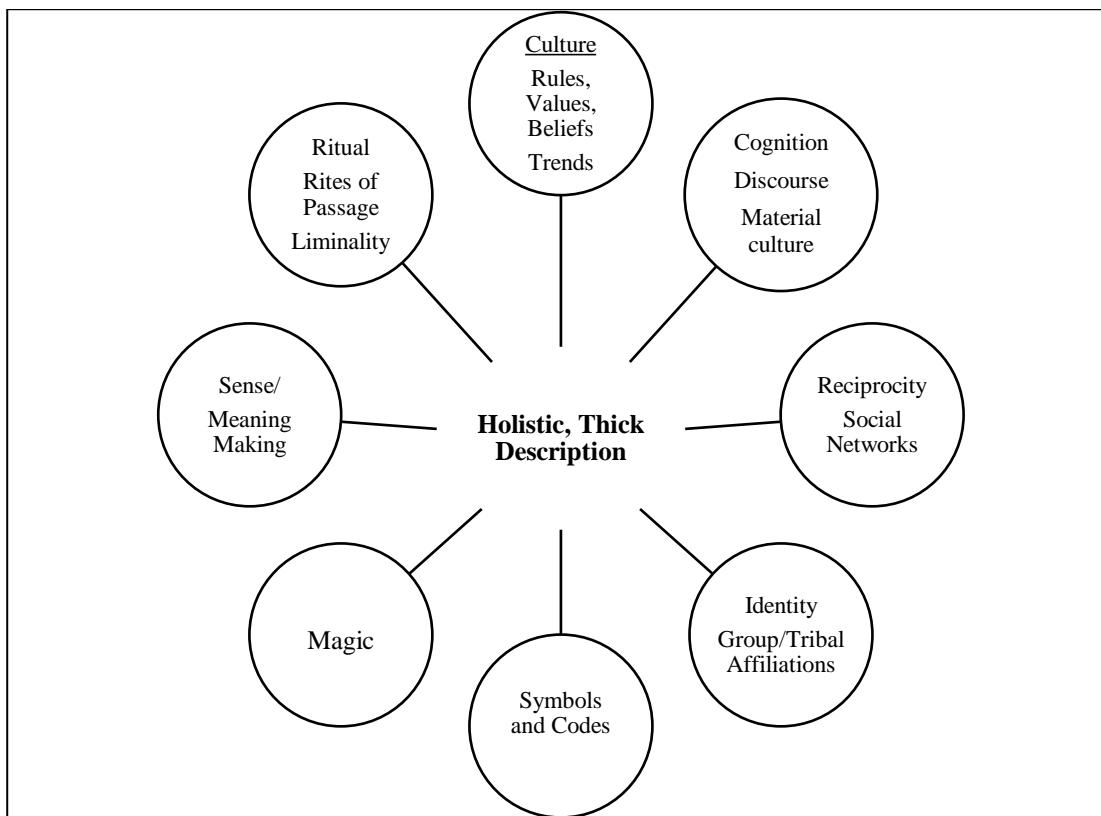 Culture
Rules,
Values,
Beliefs
Trends
Cognition
Discourse
Material
culture
Reciprocity
Social
Networks
Identity
Group/Tribal
Affiliations
Symbols
and Codes
Magic
Sense/
Meaning
Making
Ritual
Rites of
Passage
Liminality
Holistic, Thick
Description